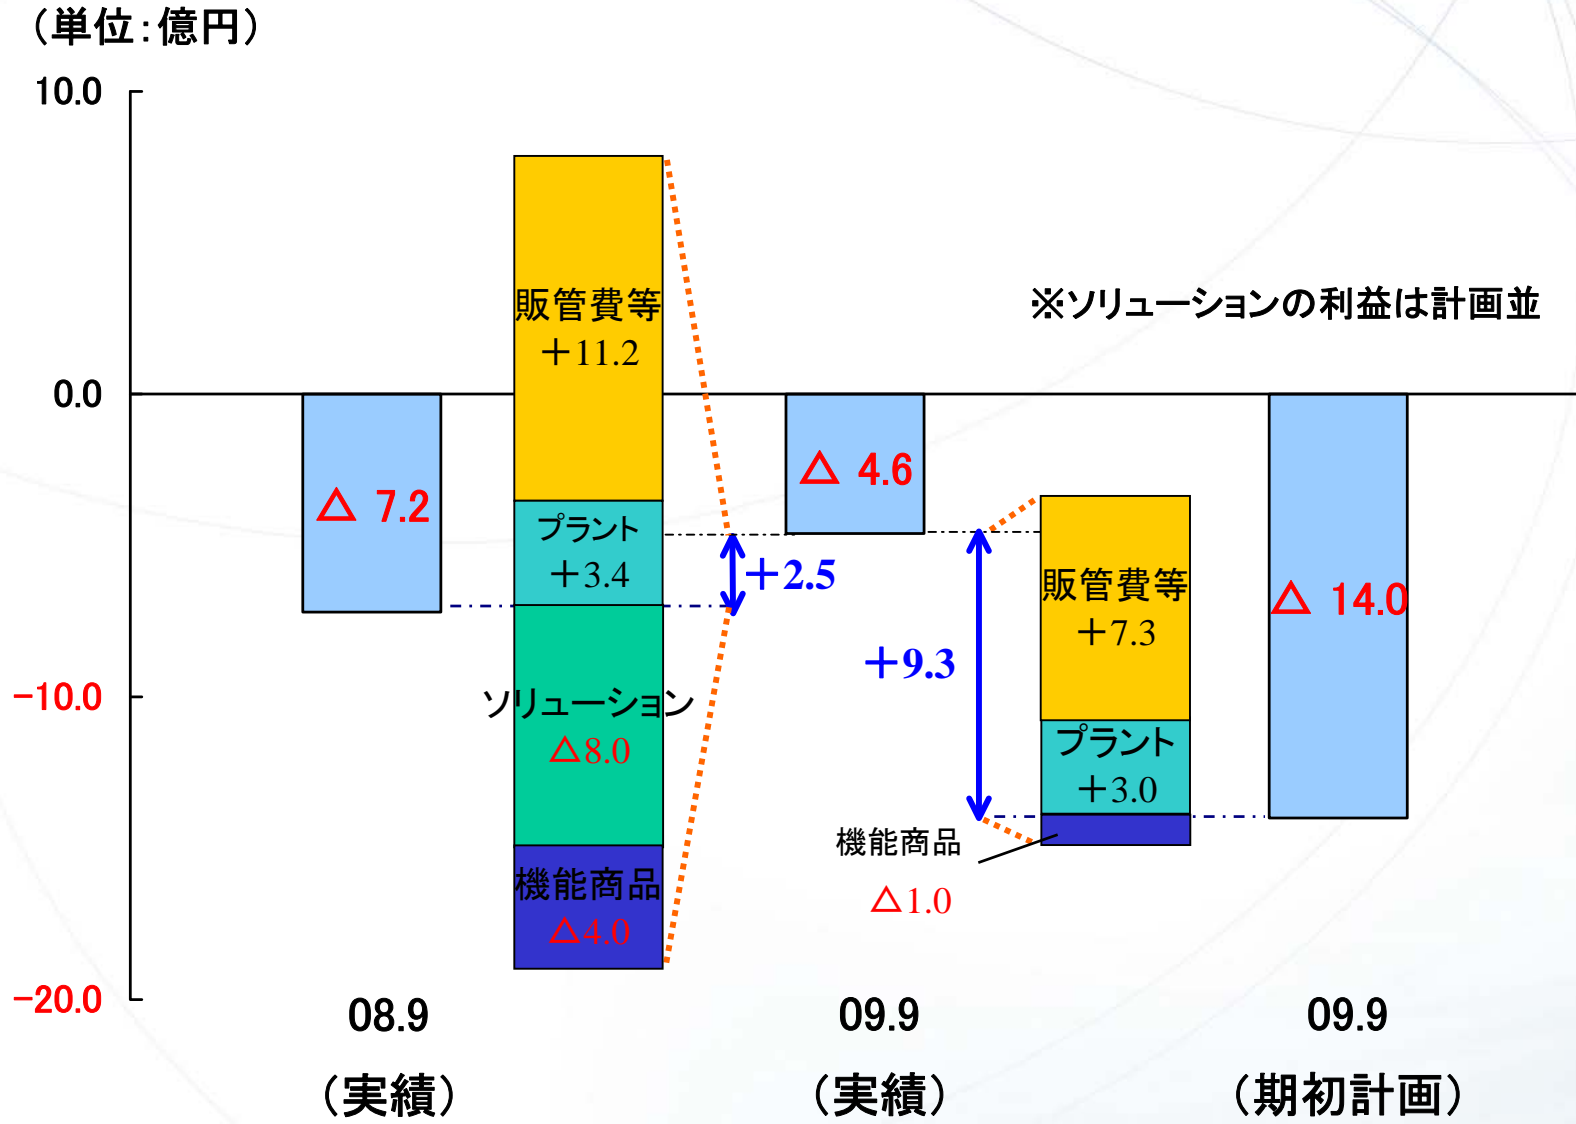 （単位：億円）
10.0
0.0
-10.0
-20.0
※ソリューションの利益は計画並
△ 7.2
販管費等
＋11.2
プラント
＋3.4
ソリューション
△8.0
機能商品
△4.0
＋2.5
△ 4.6
＋9.3
販管費等
＋7.3
プラント
＋3.0
機能商品
△1.0
△ 14.0
08.9
（実績）
09.9
（実績）
09.9
（期初計画）